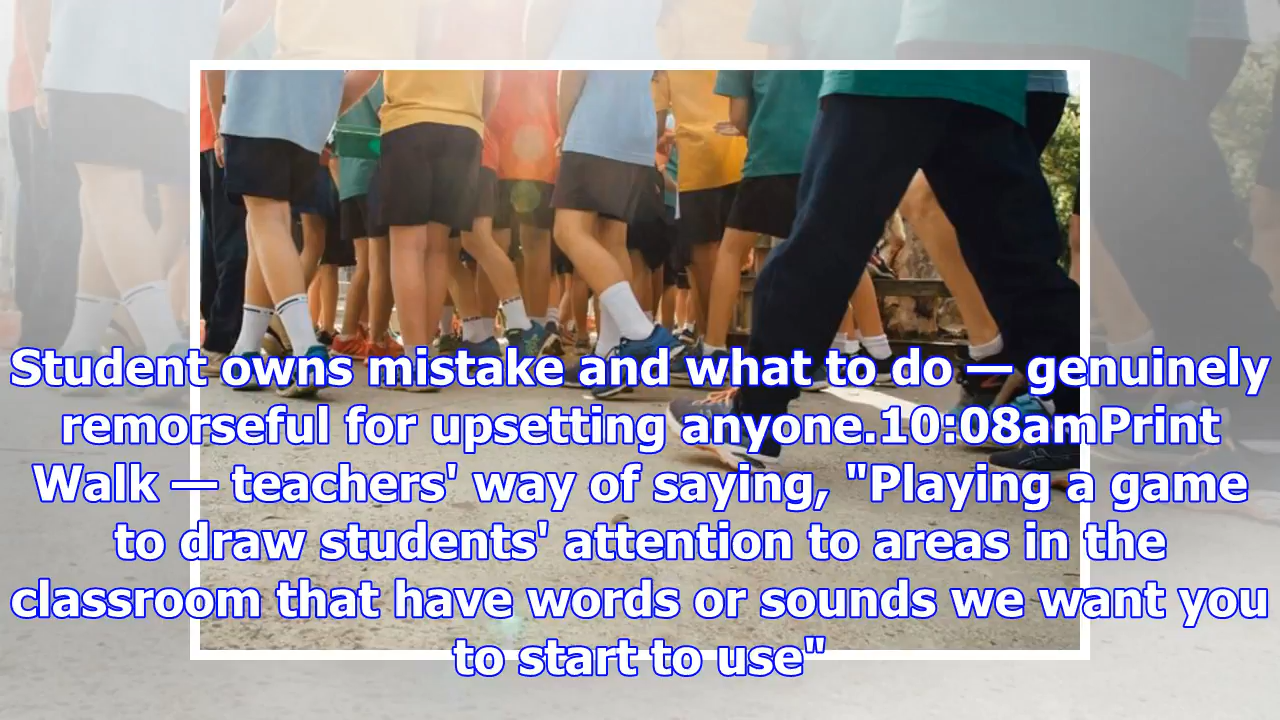 Student owns mistake and what to do — genuinely
remorseful for upsetting anyone.10:08amPrint
Walk — teachers' way of saying, "Playing a game
to draw students' attention to areas in the
classroom that have words or sounds we want you
to start to use"